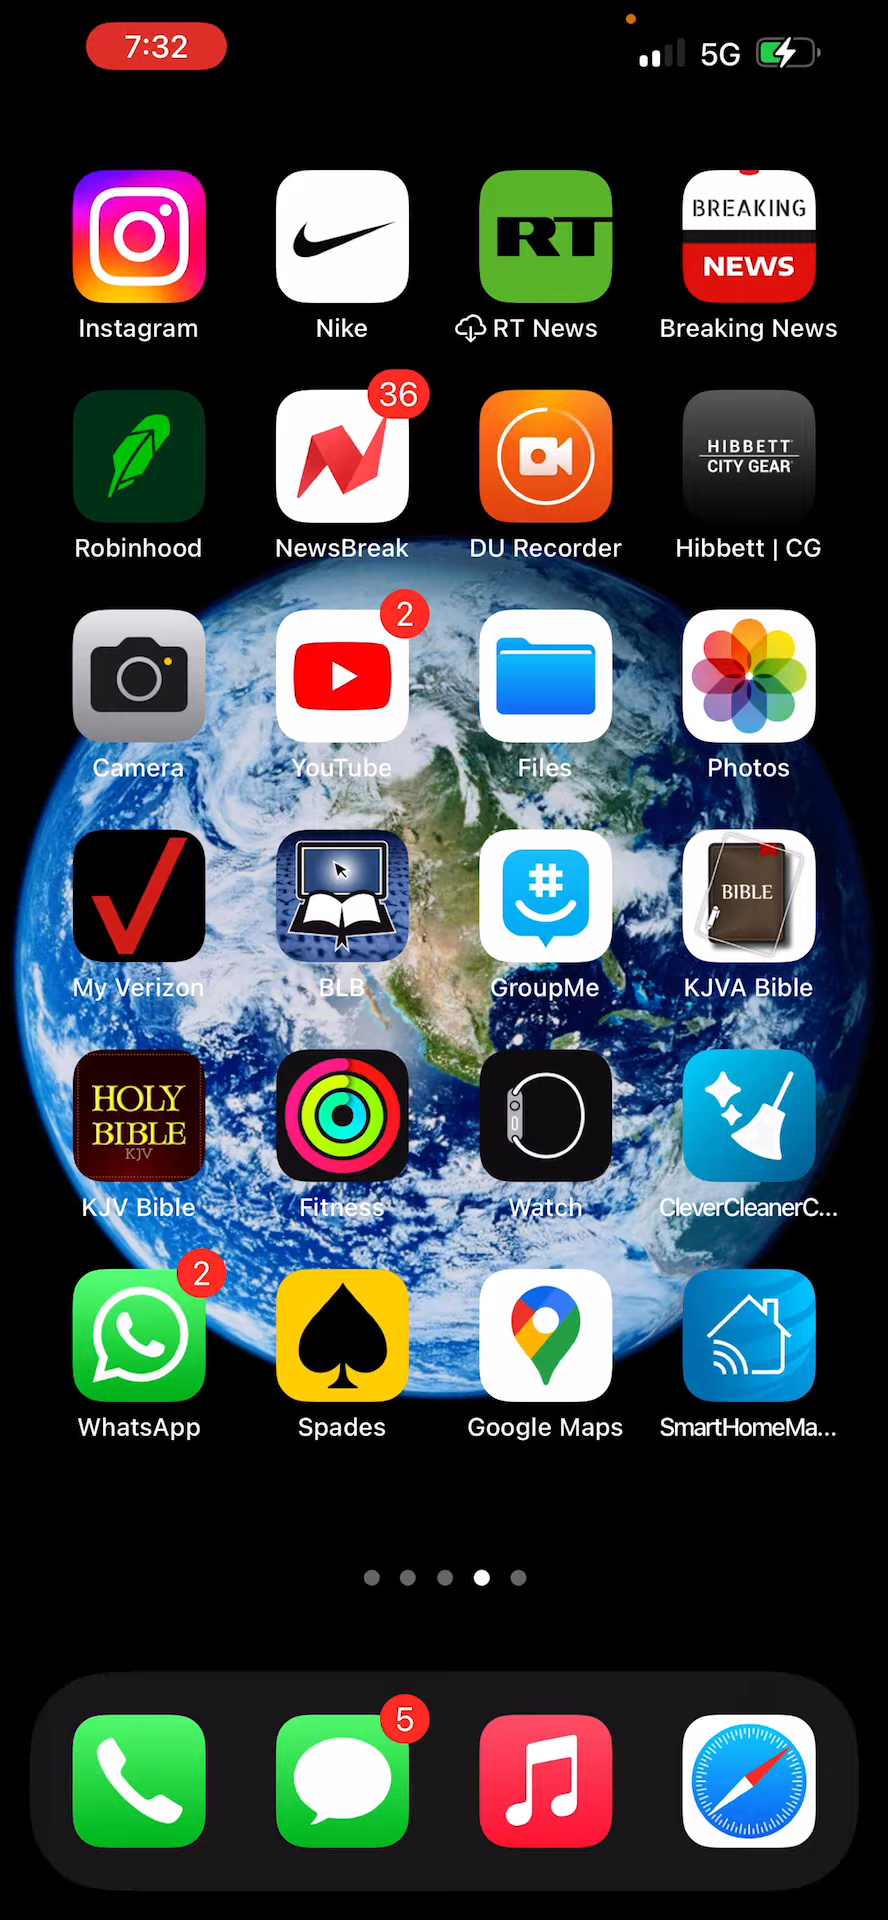 7:32
5G
BREAKING
NEWS
RT
Instagram
Nike
RT News
Breaking News
36
HIBBETT
CITY GEAR
Robinhood
NewsBreak
DU Recorder
Hibbett | CG
2
Camera
YouTube
Files
Photos
BIBLE
My Verizon
BLB
GroupMe
KJVA Bible
HOLY
BIBLE
KJV
KJV Bible
Fitness
Watch
CleverCleanerC...
2
WhatsApp
Spades
Google Maps
SmartHomeMa...
5